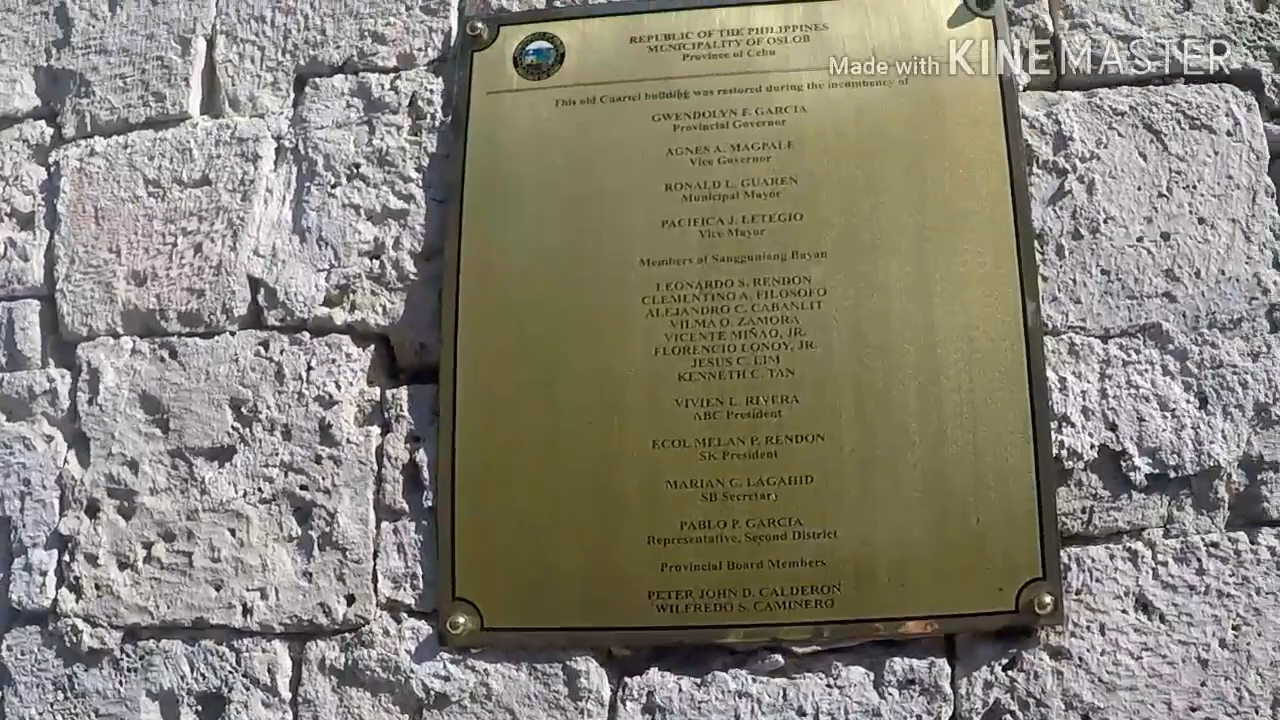 REPUBLIC OF THE PHILIPPINES
MUNICIPALITY OF OSLOB
Province of Cebu
Made with KINEMASTER
This old Cuartel building was restored during the incumbency of
GWENDOLYN F. GARCIA
Provincial Governor
AGNES A. MAGPALE
Vice Governor
RONALD L. GUAREN
Municipal Mayor
PACIFICA J. LETEGIO
Vice Mayor
Members of Sangguniang Bayan
LEONARDO S. RENDON
CLEMENTINO A. FILOSOFO
ALEJANDRO C. CABANLIT
VILMA O. ZAMORA
VICENTE MIÑAO, JR.
FLORENCIO LONOY, JR.
JESUS C. LIM
KENNETH C. TAN
VIVIEN L. RIVERA
ABC President
ECOL MELAN P. RENDON
SK President
MARIAN C. LAGAHID
SB Secretary
PABLO P. GARCIA
Representative, Second District
Provincial Board Members
PETER JOHN D. CALDERON
WILFREDO S. CAMINERO